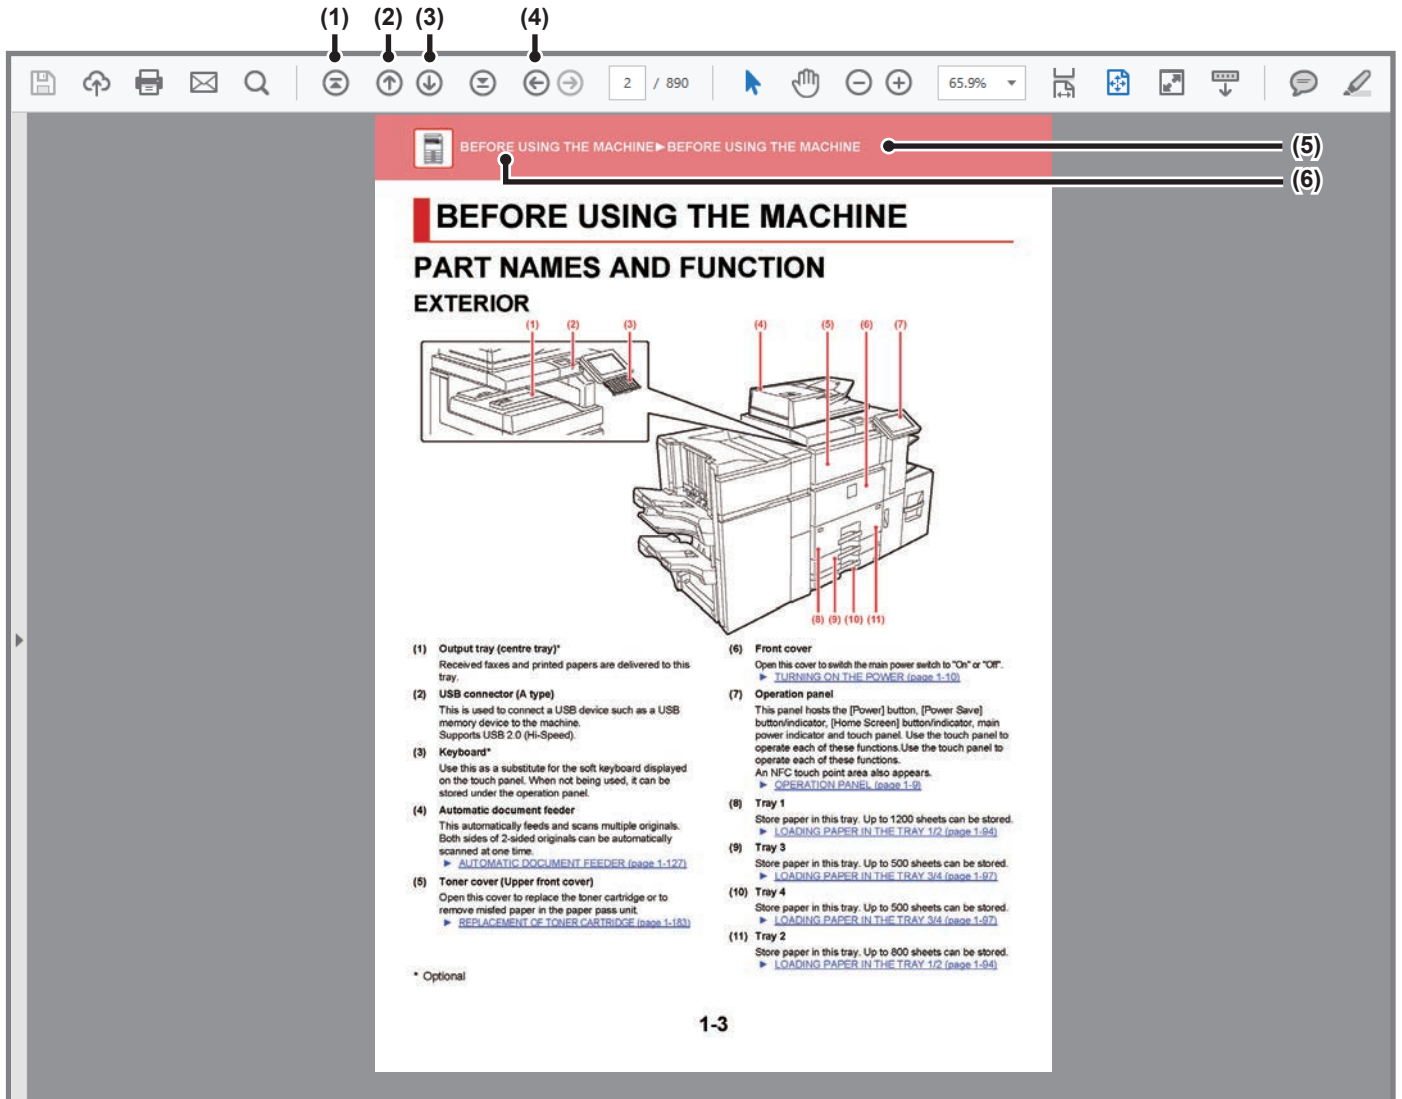 (1) (2) (3) (4)
2 / 890 65.9%
BEFORE USING THE MACHINE►BEFORE USING THE MACHINE
(5)
(6)
BEFORE USING THE MACHINE
PART NAMES AND FUNCTION
EXTERIOR
(1) (2) (3) (4) (5) (6) (7)
(8) (9) (10) (11)
(1) Output tray (centre tray)*
Received faxes and printed papers are delivered to this
tray.
(2) USB connector (A type)
This is used to connect a USB device such as a USB
memory device to the machine.
Supports USB 2.0 (Hi-Speed).
(3) Keyboard*
Use this as a substitute for the soft keyboard displayed
on the touch panel. When not being used, it can be
stored under the operation panel.
(4) Automatic document feeder
This automatically feeds and scans multiple originals.
Both sides of 2-sided originals can be automatically
scanned at one time.
► AUTOMATIC DOCUMENT FEEDER (page 1-127)
(5) Toner cover (Upper front cover)
Open this cover to replace the toner cartridge or to
remove misfed paper in the paper pass unit.
► REPLACEMENT OF TONER CARTRIDGE (page 1-183)
(6) Front cover
Open this cover to switch the main power switch to "On" or "Off".
► TURNING ON THE POWER (page 1-10)
(7) Operation panel
This panel hosts the [Power] button, [Power Save]
button/indicator, [Home Screen] button/indicator, main
power indicator and touch panel. Use the touch panel to
operate each of these functions.Use the touch panel to
operate each of these functions.
An NFC touch point area also appears.
► OPERATION PANEL (page 1-9)
(8) Tray 1
Store paper in this tray. Up to 1200 sheets can be stored.
► LOADING PAPER IN THE TRAY 1/2 (page 1-94)
(9) Tray 3
Store paper in this tray. Up to 500 sheets can be stored.
► LOADING PAPER IN THE TRAY 3/4 (page 1-97)
(10) Tray 4
Store paper in this tray. Up to 500 sheets can be stored.
► LOADING PAPER IN THE TRAY 3/4 (page 1-97)
(11) Tray 2
Store paper in this tray. Up to 800 sheets can be stored.
► LOADING PAPER IN THE TRAY 1/2 (page 1-94)
* Optional
1-3